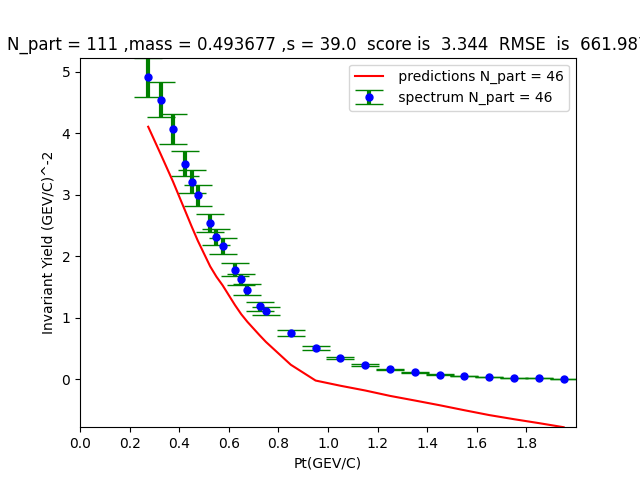 N_part = 111 ,mass = 0.493677 ,s = 39.0 score is 3.344 RMSE is 661.987
predictions N_part = 46
spectrum N_part = 46
Invariant Yield (GEV/C)^-2
5
4
3
2
1
0
0.0 0.2 0.4 0.6 0.8 1.0 1.2 1.4 1.6 1.8
Pt(GEV/C)